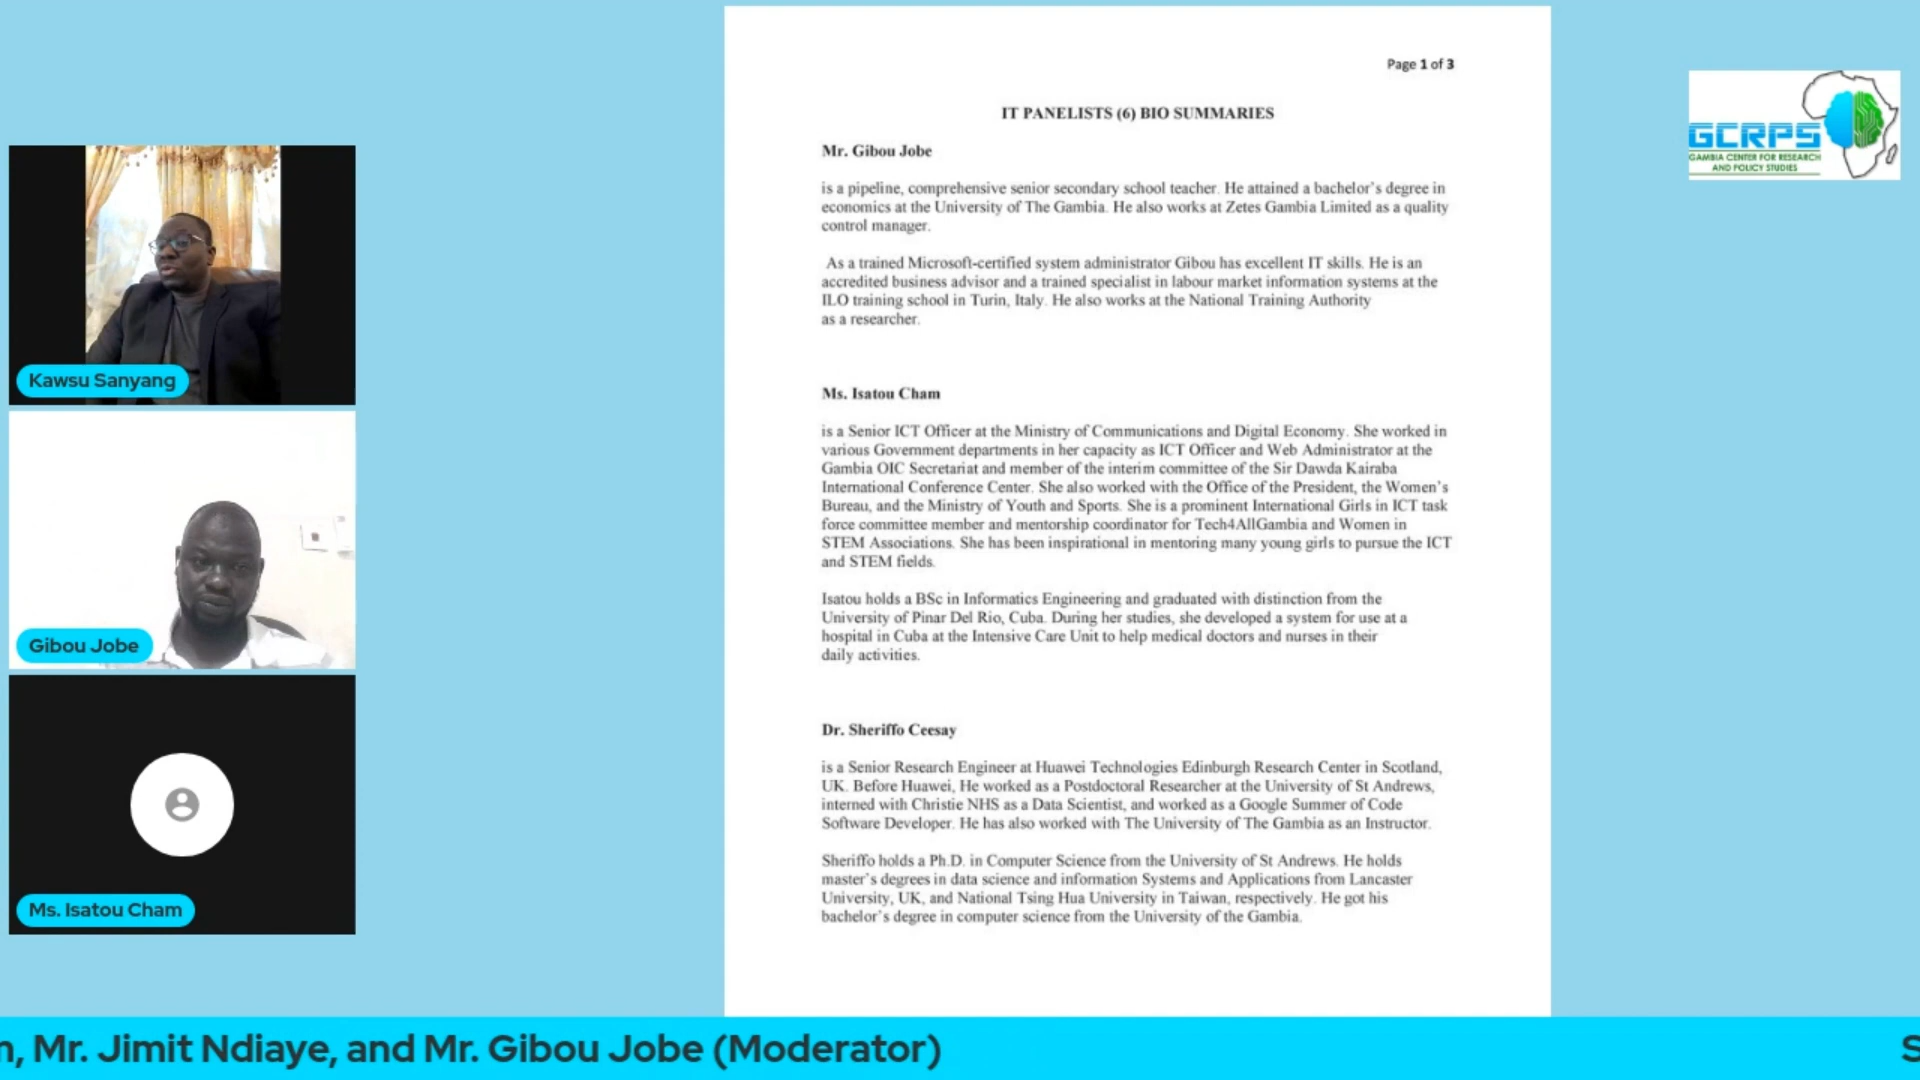 Page 1 of 3
IT PANELISTS (6) BIO SUMMARIES
Mr. Gibou Jobe
is a pipeline, comprehensive senior secondary school teacher. He attained a bachelor's degree in
economics at the University of The Gambia. He also works at Zetes Gambia Limited as a quality
control manager.
As a trained Microsoft-certified system administrator Gibou has excellent IT skills. He is an
accredited business advisor and a trained specialist in labour market information systems at the
ILO training school in Turin, Italy. He also works at the National Training Authority
as a researcher.
Ms. Isatou Cham
is a Senior ICT Officer at the Ministry of Communications and Digital Economy. She worked in
various Government departments in her capacity as ICT Officer and Web Administrator at the
Gambia OIC Secretariat and member of the interim committee of the Sir Dawda Kairaba
International Conference Center. She also worked with the Office of the President, the Women's
Bureau, and the Ministry of Youth and Sports. She is a prominent International Girls in ICT task
force committee member and mentorship coordinator for Tech4AllGambia and Women in
STEM Associations. She has been inspirational in mentoring many young girls to pursue the ICT
and STEM fields.
Isatou holds a BSc in Informatics Engineering and graduated with distinction from the
University of Pinar Del Rio, Cuba. During her studies, she developed a system for use at a
hospital in Cuba at the Intensive Care Unit to help medical doctors and nurses in their
daily activities.
Dr. Sheriffo Ceesay
is a Senior Research Engineer at Huawei Technologies Edinburgh Research Center in Scotland,
UK. Before Huawei, He worked as a Postdoctoral Researcher at the University of St Andrews,
interned with Christie NHS as a Data Scientist, and worked as a Google Summer of Code
Software Developer. He has also worked with The University of The Gambia as an Instructor.
Sheriffo holds a Ph.D. in Computer Science from the University of St Andrews. He holds
master's degrees in data science and information Systems and Applications from Lancaster
University, UK, and National Tsing Hua University in Taiwan, respectively. He got his
bachelor's degree in computer science from the University of the Gambia.
GCRPS
GAMBIA CENTER FOR RESEARCH
AND POLICY STUDIES
Kawsu Sanyang
Gibou Jobe
Ms. Isatou Cham
n, Mr. Jimit Ndiaye, and Mr. Gibou Jobe (Moderator)
S